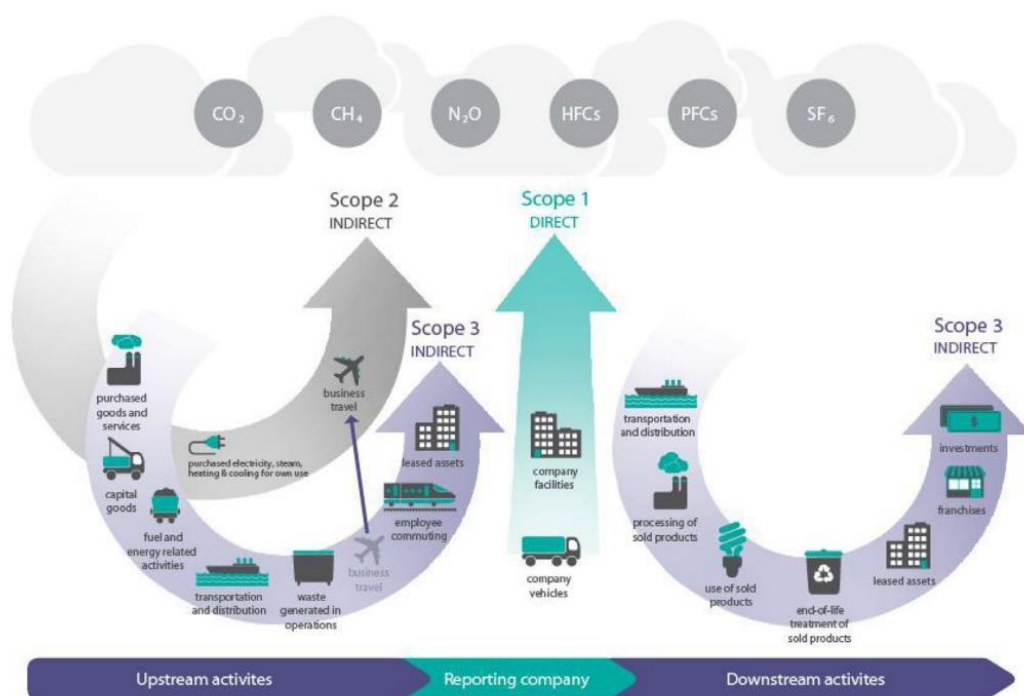 CO₂
CH₄
N₂O
HFCs
PFCs
SF₆
Scope 2
INDIRECT
Scope 1
DIRECT
Scope 3
INDIRECT
Scope 3
INDIRECT
purchased
goods and
services
capital
goods
fuel and
energy related
activities
purchased electricity, steam,
heating & cooling for own use
transportation
and distribution
waste
generated in
operations
business
travel
business
travel
employee
commuting
leased assets
company
facilities
company
vehicles
transportation
and distribution
processing of
sold products
use of sold
products
end-of-life
treatment of
sold products
leased assets
franchises
$
investments
Upstream activites
Reporting company
Downstream activites